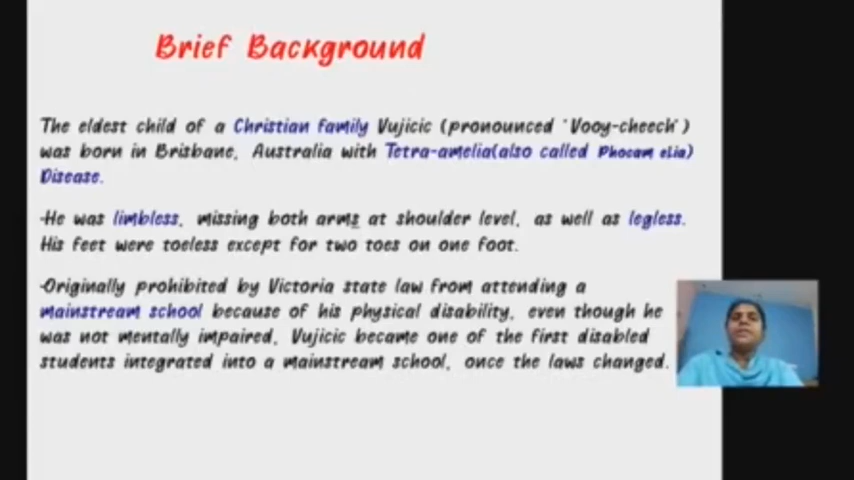 Brief Background
The eldest child of a Christian family Vujicic (pronounced 'Vooy-cheech')
was born in Brisbane, Australia with Tetra-amelia(also called Phocam elia)
Disease.
-He was limbless, missing both arms at shoulder level, as well as legless.
His feet were toeless except for two toes on one foot.
-Originally prohibited by Victoria state law from attending a
mainstream school because of his physical disability, even though he
was not mentally impaired, Vujicic became one of the first disabled
students integrated into a mainstream school, once the laws changed.